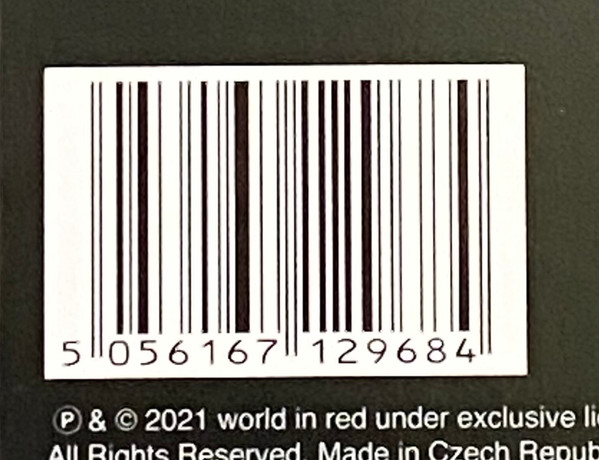 5 056167 129684
Ⓟ & © 2021 world in red under exclusive
All Rights Reserved. Made in Czech